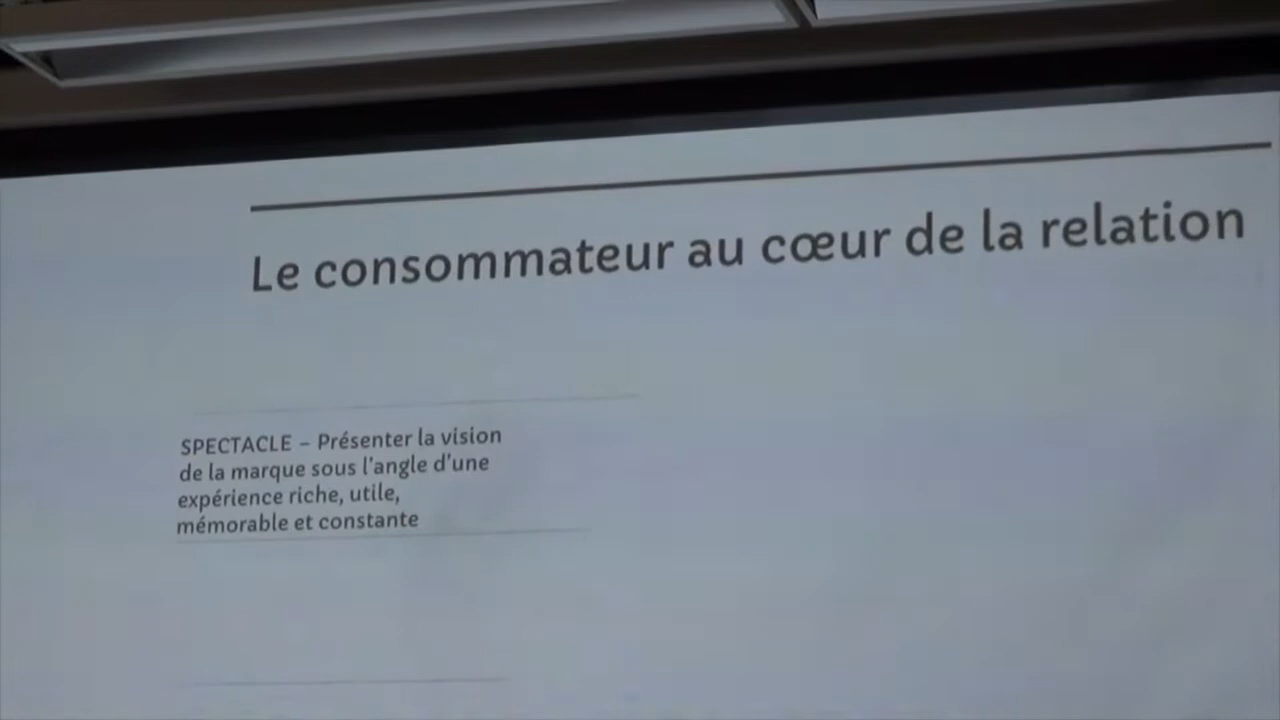 Le consommateur au cœur de la relation
SPECTACLE – Présenter la vision
de la marque sous l'angle d'une
expérience riche, utile,
mémorable et constante